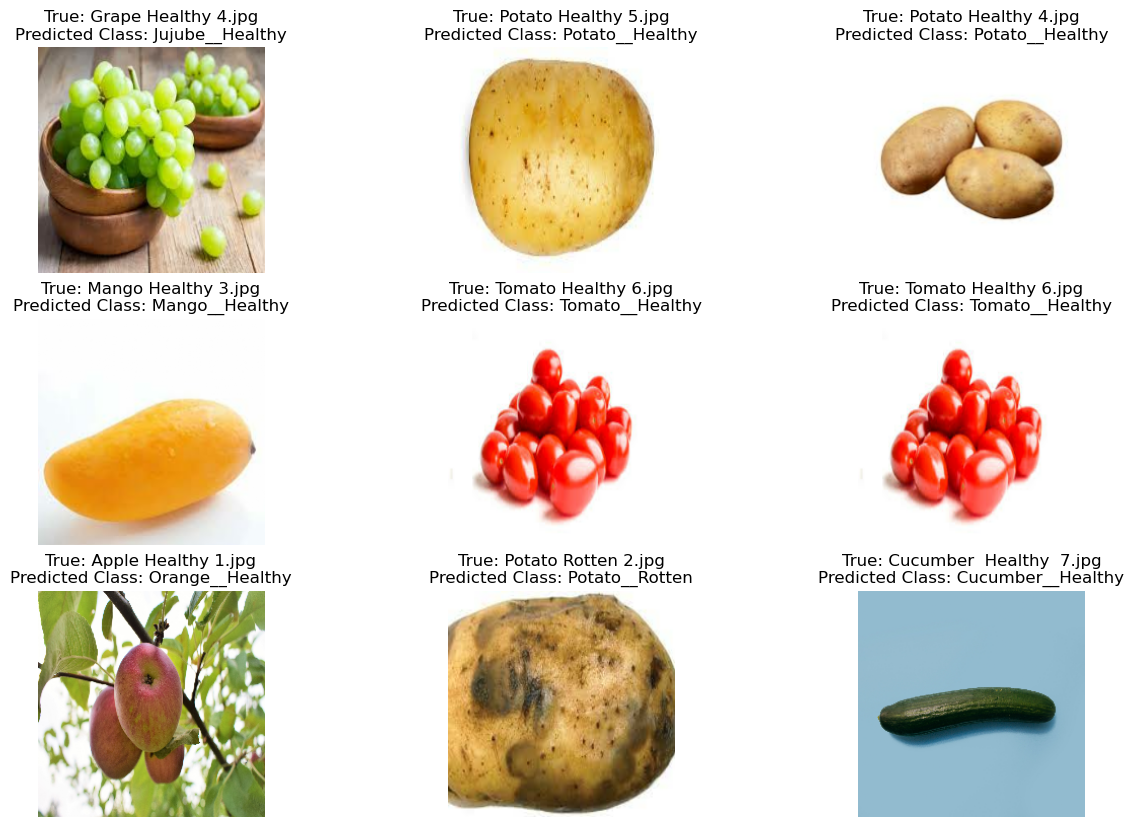 True: Grape Healthy 4.jpg
Predicted Class: Jujube__Healthy
True: Potato Healthy 5.jpg
Predicted Class: Potato__Healthy
True: Potato Healthy 4.jpg
Predicted Class: Potato__Healthy
True: Mango Healthy 3.jpg
Predicted Class: Mango__Healthy
True: Tomato Healthy 6.jpg
Predicted Class: Tomato__Healthy
True: Tomato Healthy 6.jpg
Predicted Class: Tomato__Healthy
True: Apple Healthy 1.jpg
Predicted Class: Orange__Healthy
True: Potato Rotten 2.jpg
Predicted Class: Potato__Rotten
True: Cucumber  Healthy  7.jpg
Predicted Class: Cucumber__Healthy